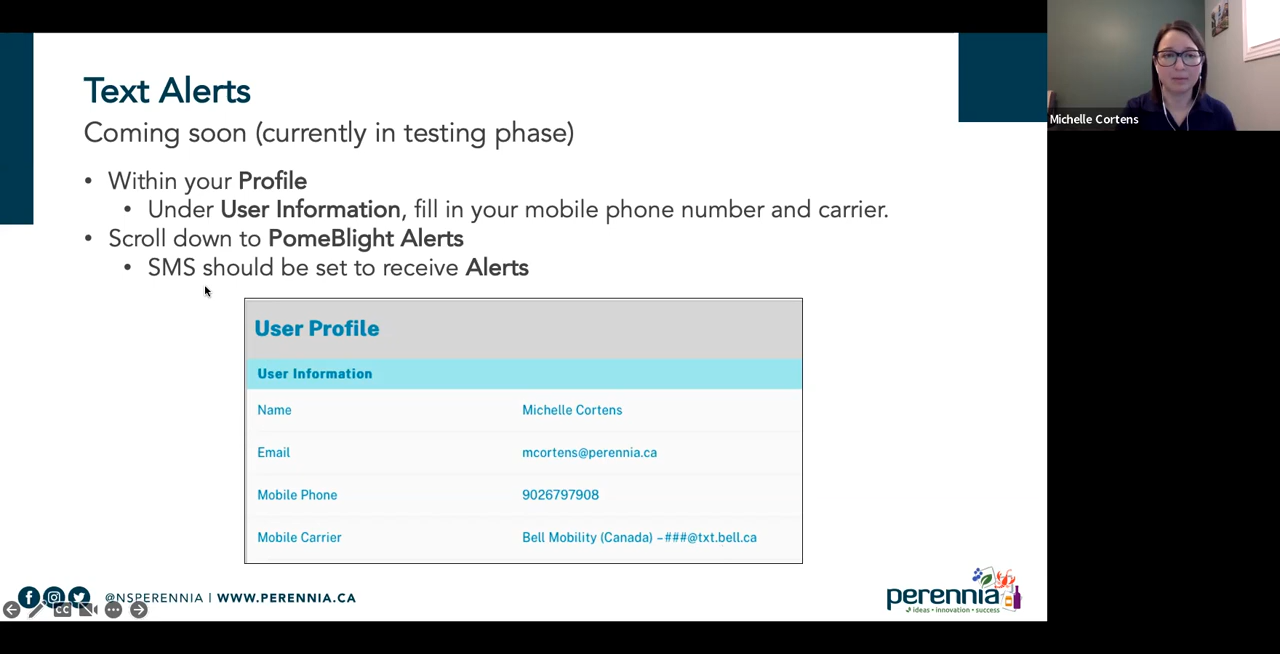 Text Alerts
Coming soon (currently in testing phase)
• Within your Profile
• Under User Information, fill in your mobile phone number and carrier.
• Scroll down to PomeBlight Alerts
• SMS should be set to receive Alerts
User Profile
User Information
Name Michelle Cortens
Email mcortens@perennia.ca
Mobile Phone 9026797908
Mobile Carrier Bell Mobility (Canada) – ###@txt.bell.ca
@NSPERENNIA | WWW.PERENNIA.CA
CC
perennia
ideas • innovation • success
Michelle Cortens